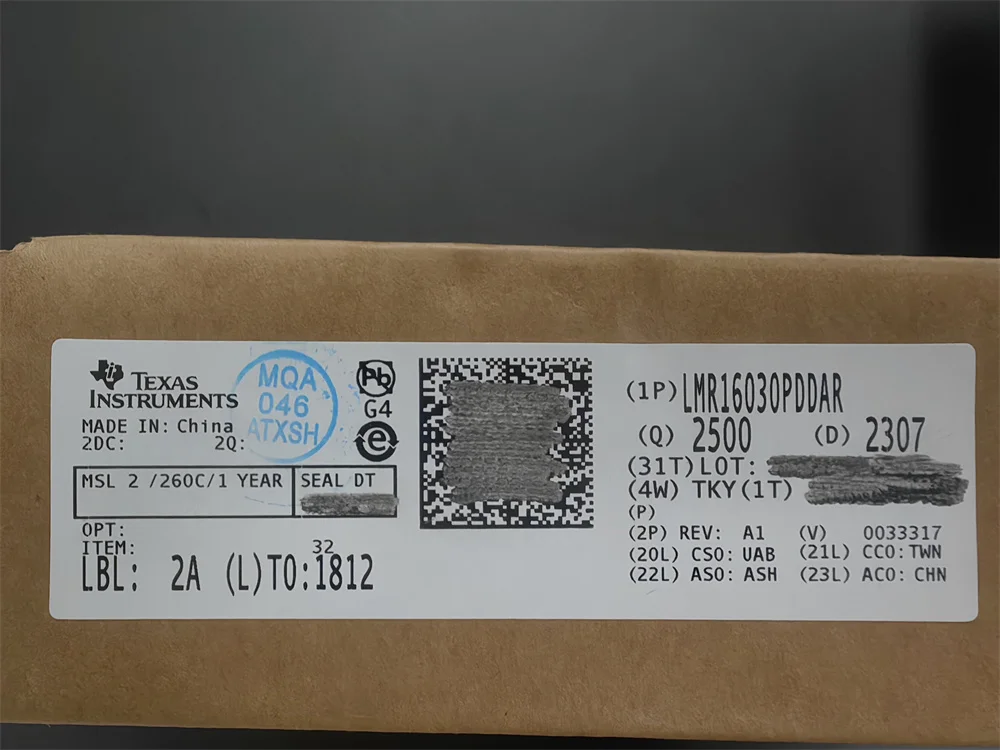 TEXAS
INSTRUMENTS
MADE IN: China
2DC: 2Q:
MQA
046
ATXSH
Pb
G4
e
MSL 2 /260C/1 YEAR
SEAL DT
OPT:
ITEM: 32
LBL: 2A (L)TO:1812
(1P) LMR16030PDDAR
(Q) 2500 (D) 2307
(31T)LOT:
(4W) TKY(1T)
(P)
(2P) REV: A1 (V) 0033317
(20L) CSO: UAB (21L) CCO: TWN
(22L) ASO: ASH (23L) ACO: CHN